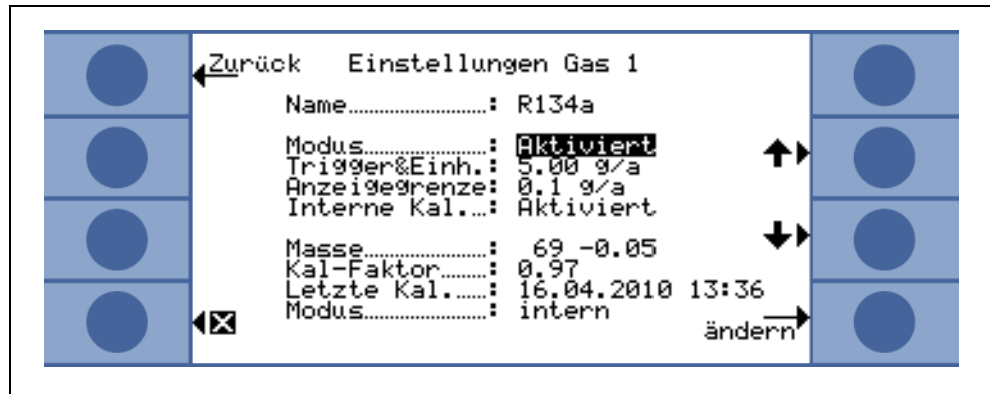 Zurück Einstellungen Gas 1
Name......................: R134a
Modus.....................: Aktiviert
Trigger&Einh.: 5.00 g/a
Anzeigegrenze: 0.1 g/a
Interne Kal....: Aktiviert
Masse.....................: 69 -0.05
Kal-Faktor........: 0.97
Letzte Kal.......: 16.04.2010 13:36
Modus.....................: intern
ändern